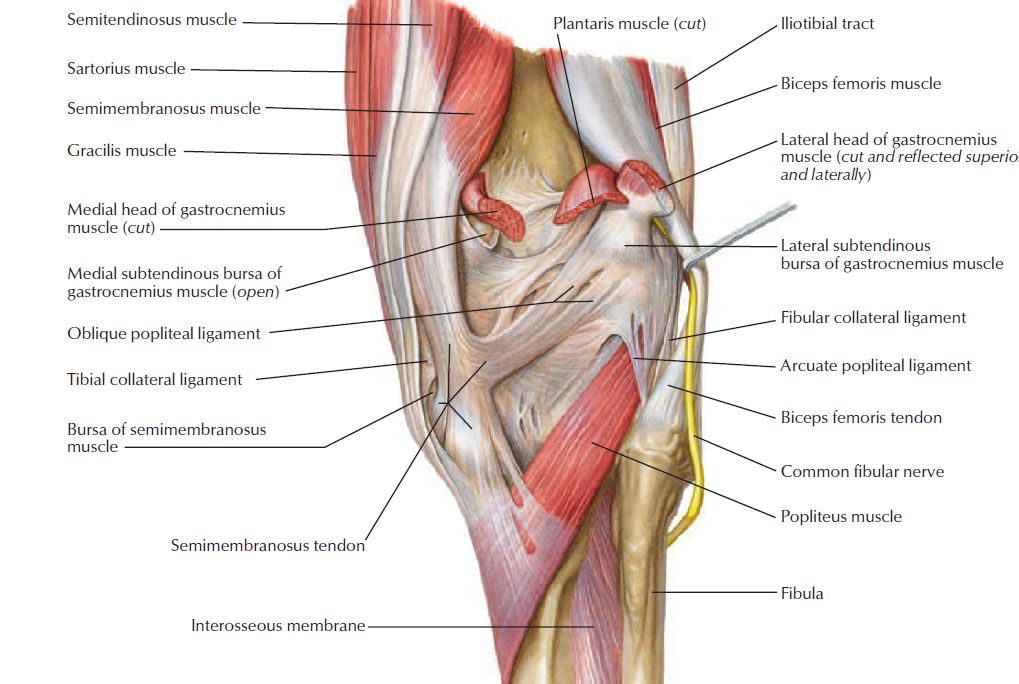 Semitendinosus muscle
Sartorius muscle
Semimembranosus muscle
Gracilis muscle
Medial head of gastrocnemius
muscle (cut)
Medial subtendinous bursa of
gastrocnemius muscle (open)
Oblique popliteal ligament
Tibial collateral ligament
Bursa of semimembranosus
muscle
Semimembranosus tendon
Interosseous membrane
Plantaris muscle (cut)
Iliotibial tract
Biceps femoris muscle
Lateral head of gastrocnemius
muscle (cut and reflected superio
and laterally)
Lateral subtendinous
bursa of gastrocnemius muscle
Fibular collateral ligament
Arcuate popliteal ligament
Biceps femoris tendon
Common fibular nerve
Popliteus muscle
Fibula